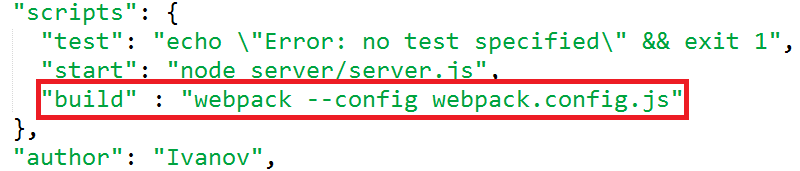 "scripts": {
"test": "echo \"Error: no test specified\" && exit 1",
"start": "node server/server.js",
"build" : "webpack --config webpack.config.js"
},
"author": "Ivanov",